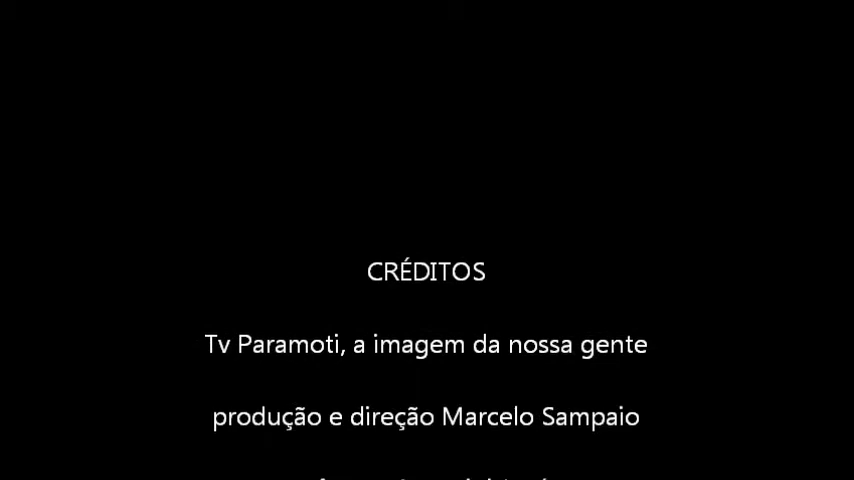 CRÉDITOS
Tv Paramoti, a imagem da nossa gente
produção e direção Marcelo Sampaio